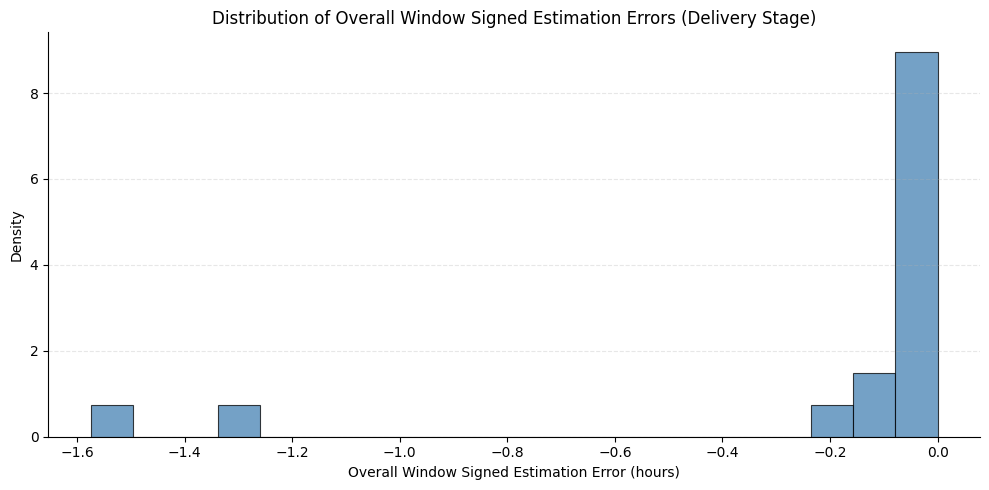 Distribution of Overall Window Signed Estimation Errors (Delivery Stage)
Density
8
6
4
2
0
−1.6 −1.4 −1.2 −1.0 −0.8 −0.6 −0.4 −0.2 0.0
Overall Window Signed Estimation Error (hours)